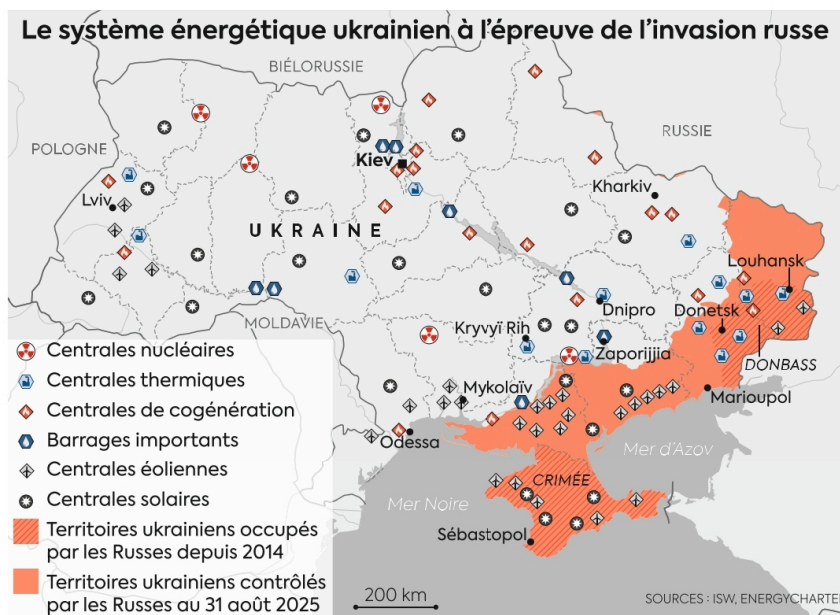 Le système énergétique ukrainien à l'épreuve de l'invasion russe
BIÉLORUSSIE
RUSSIE
POLOGNE
Kiev
Kharkiv
Lviv
UKRAINE
Louhansk
Dnipro
Donetsk
MOLDAVIE
Kryvyï Rih
Zaporijjia
DONBASS
Mykolaïv
Marioupol
Odessa
Mer d'Azov
CRIMÉE
Mer Noire
Sébastopol
Centrales nucléaires
Centrales thermiques
Centrales de cogénération
Barrages importants
Centrales éoliennes
Centrales solaires
Territoires ukrainiens occupés
par les Russes depuis 2014
Territoires ukrainiens contrôlés
par les Russes au 31 août 2025
200 km
SOURCES : ISW, ENERGYCHARTER